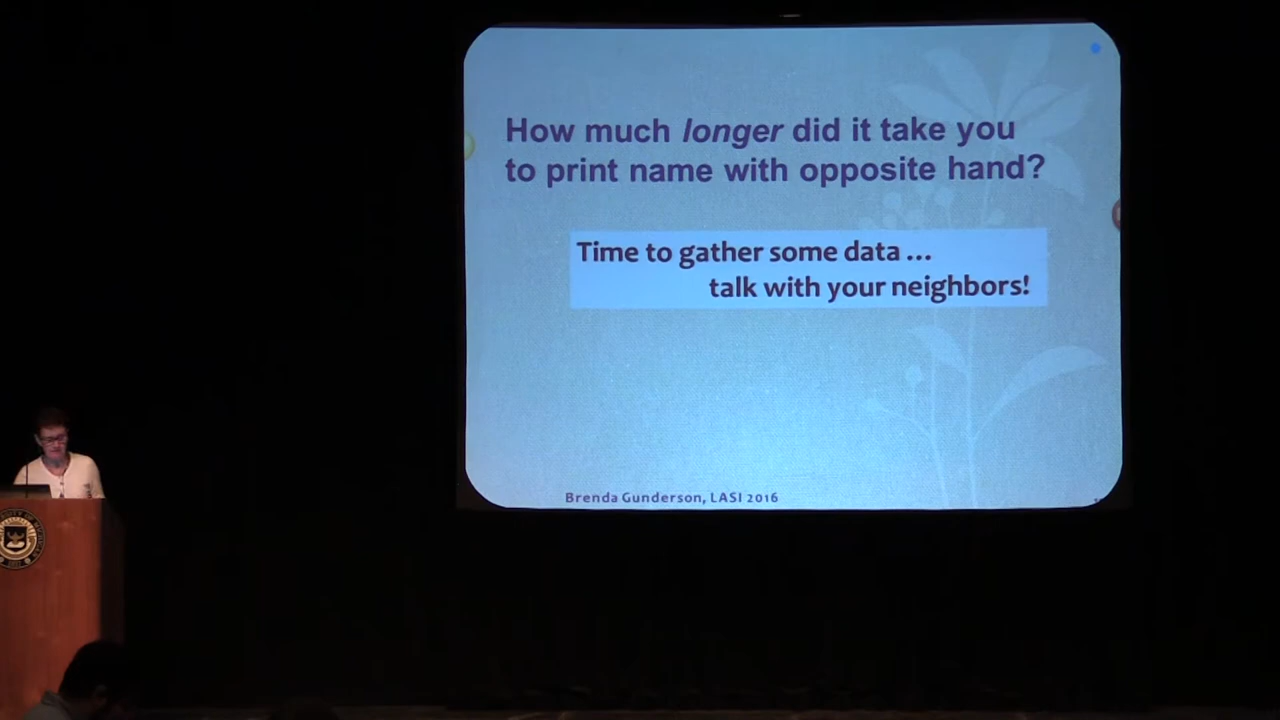 How much longer did it take you
to print name with opposite hand?
Time to gather some data ...
talk with your neighbors!
Brenda Gunderson, LASI 2016